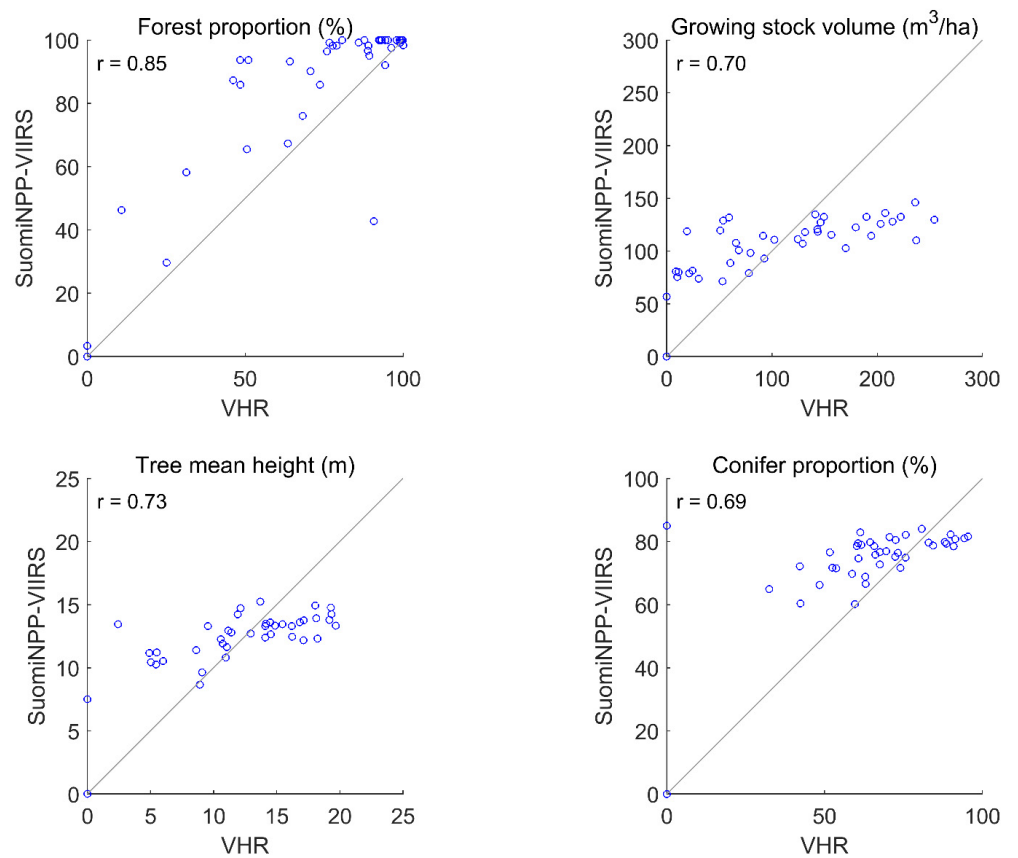 Forest proportion (%)
r = 0.85
SuomiNPP-VIIRS
100
80
60
40
20
0
0 50 100
VHR
Growing stock volume (m³/ha)
r = 0.70
SuomiNPP-VIIRS
300
250
200
150
100
50
0
0 100 200 300
VHR
Tree mean height (m)
r = 0.73
SuomiNPP-VIIRS
25
20
15
10
5
0
0 5 10 15 20 25
VHR
Conifer proportion (%)
r = 0.69
SuomiNPP-VIIRS
100
80
60
40
20
0
0 50 100
VHR